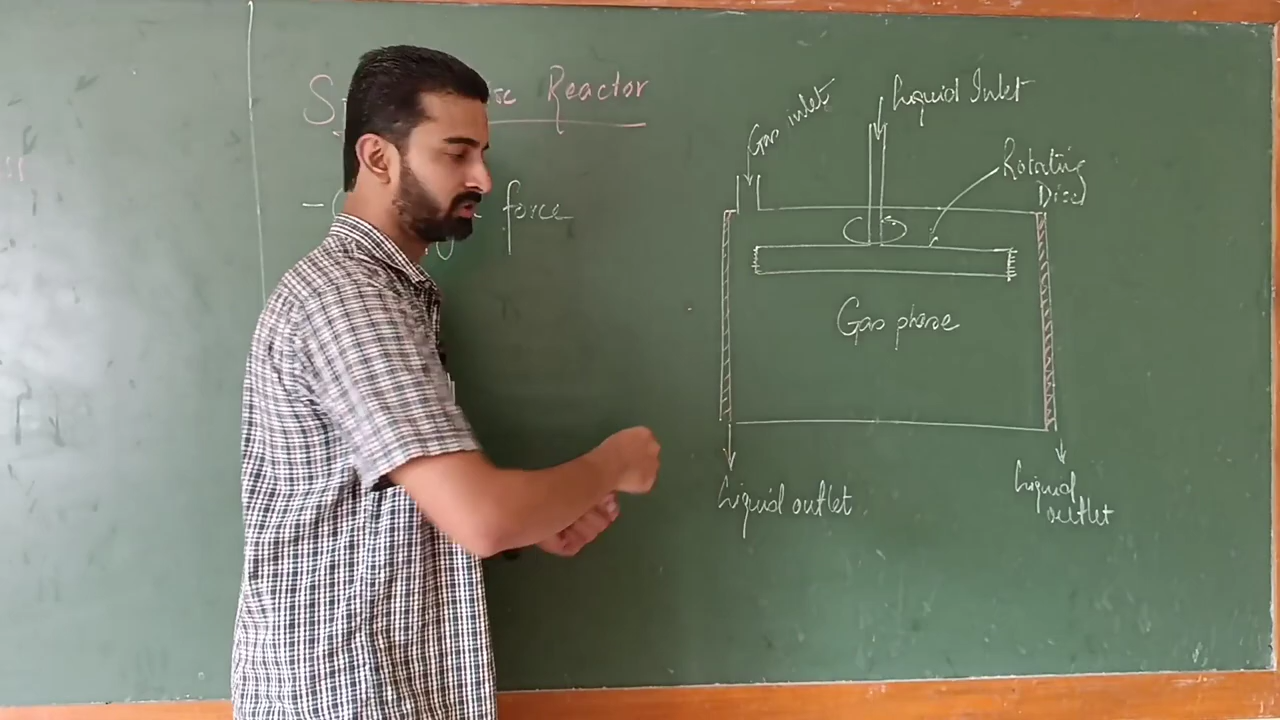 Reactor
force
Gas inlet
Liquid Inlet
Rotating
Disc
Gas phase
Liquid outlet
Liquid
outlet